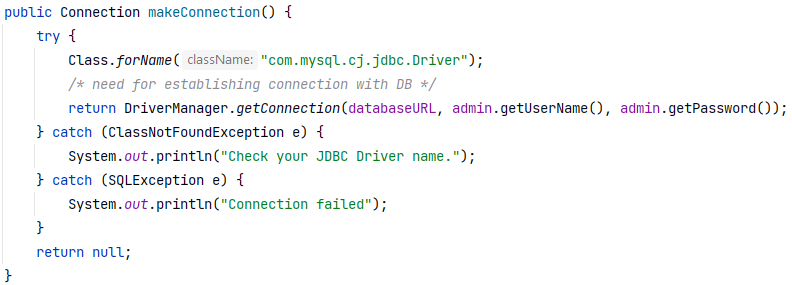 public Connection makeConnection() {
    try {
        Class.forName( className: "com.mysql.cj.jdbc.Driver");
        /* need for establishing connection with DB */
        return DriverManager.getConnection(databaseURL, admin.getUserName(), admin.getPassword());
    } catch (ClassNotFoundException e) {
        System.out.println("Check your JDBC Driver name.");
    } catch (SQLException e) {
        System.out.println("Connection failed");
    }
    return null;
}